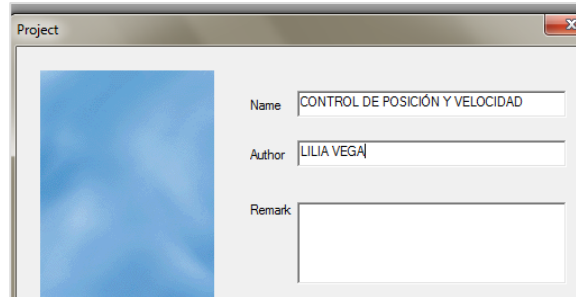 Project
Name CONTROL DE POSICIÓN Y VELOCIDAD
Author LILIA VEGA
Remark